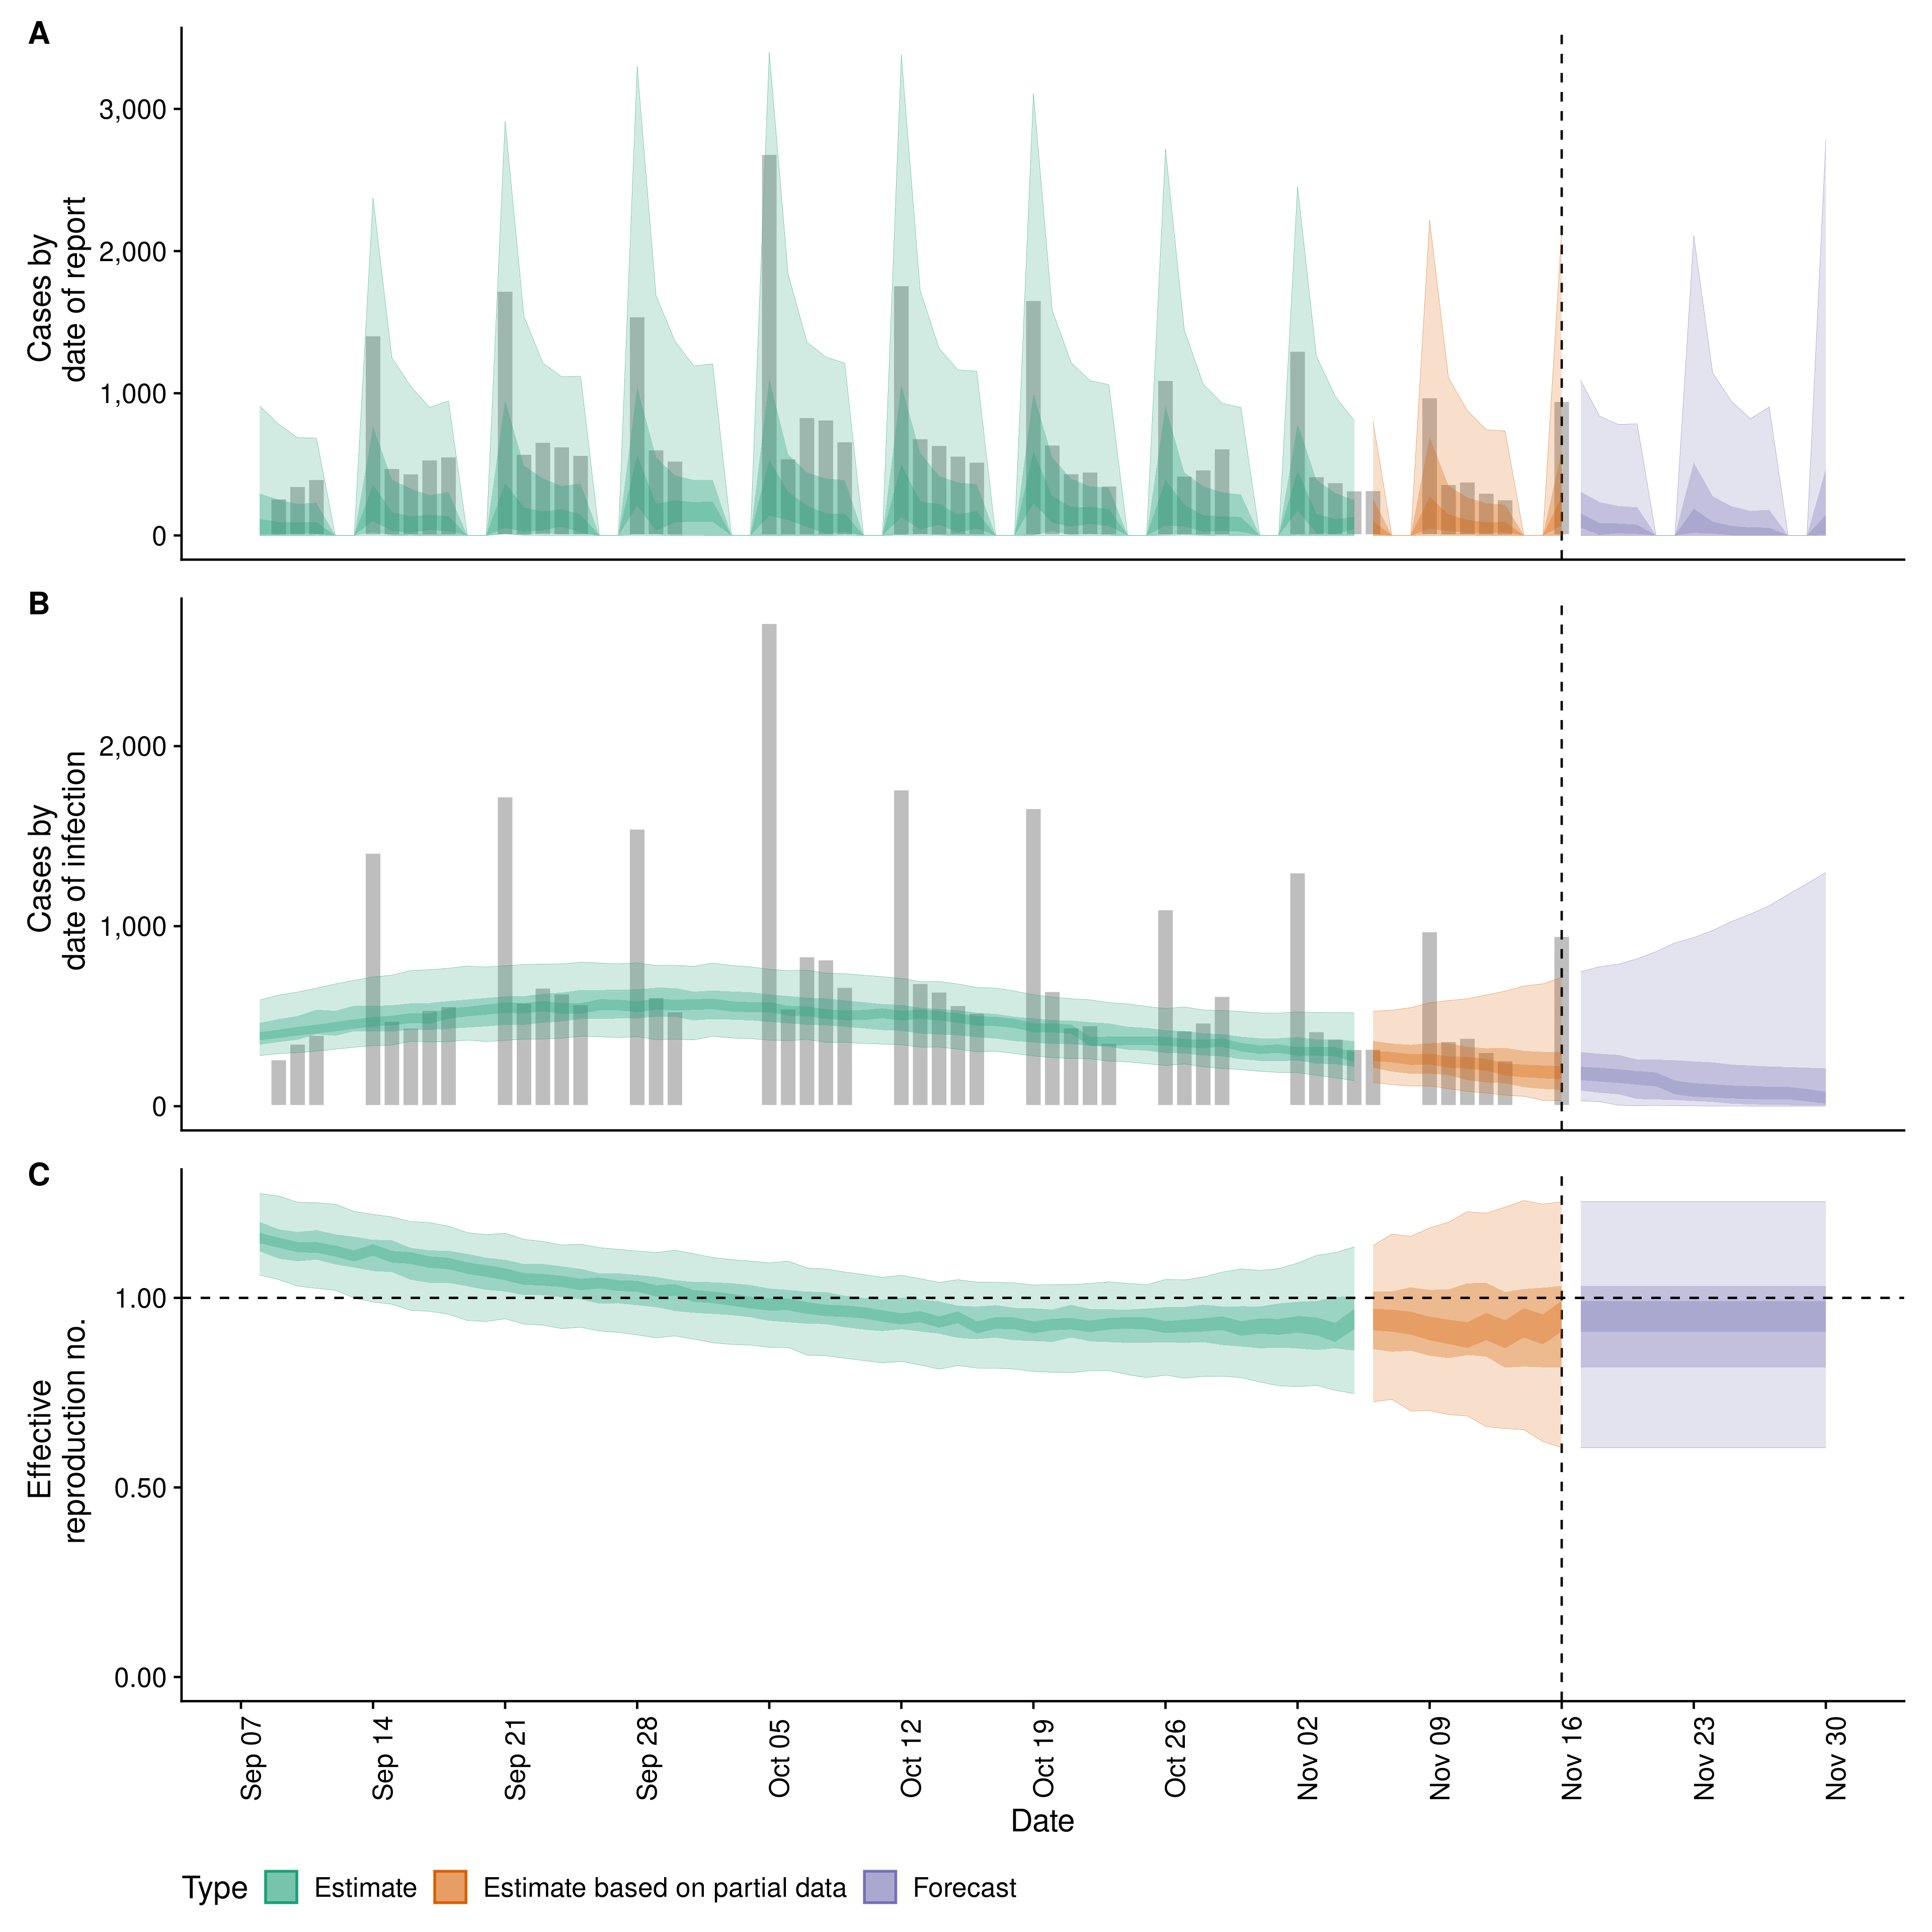 A
Cases by
date of report
3,000
2,000
1,000
0
B
Cases by
date of infection
2,000
1,000
0
C
Effective
reproduction no.
1.00
0.50
0.00
Sep 07
Sep 14
Sep 21
Sep 28
Oct 05
Oct 12
Oct 19
Oct 26
Nov 02
Nov 09
Nov 16
Nov 23
Nov 30
Date
Type Estimate Estimate based on partial data Forecast